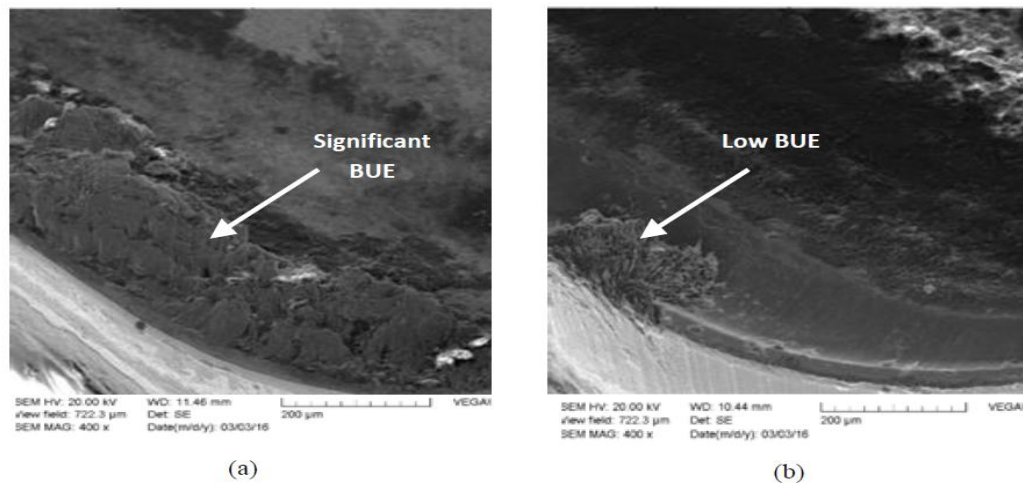 Significant
BUE
SEM HV: 20.00 kV WD: 11.46 mm VEGA
View field: 722.3 µm Det: SE 200 µm
SEM MAG: 400 x Date(m/d/y): 03/03/16
(a)
Low BUE
SEM HV: 20.00 kV WD: 10.44 mm VEGA
View field: 722.3 µm Det: SE 200 µm
SEM MAG: 400 x Date(m/d/y): 03/03/16
(b)